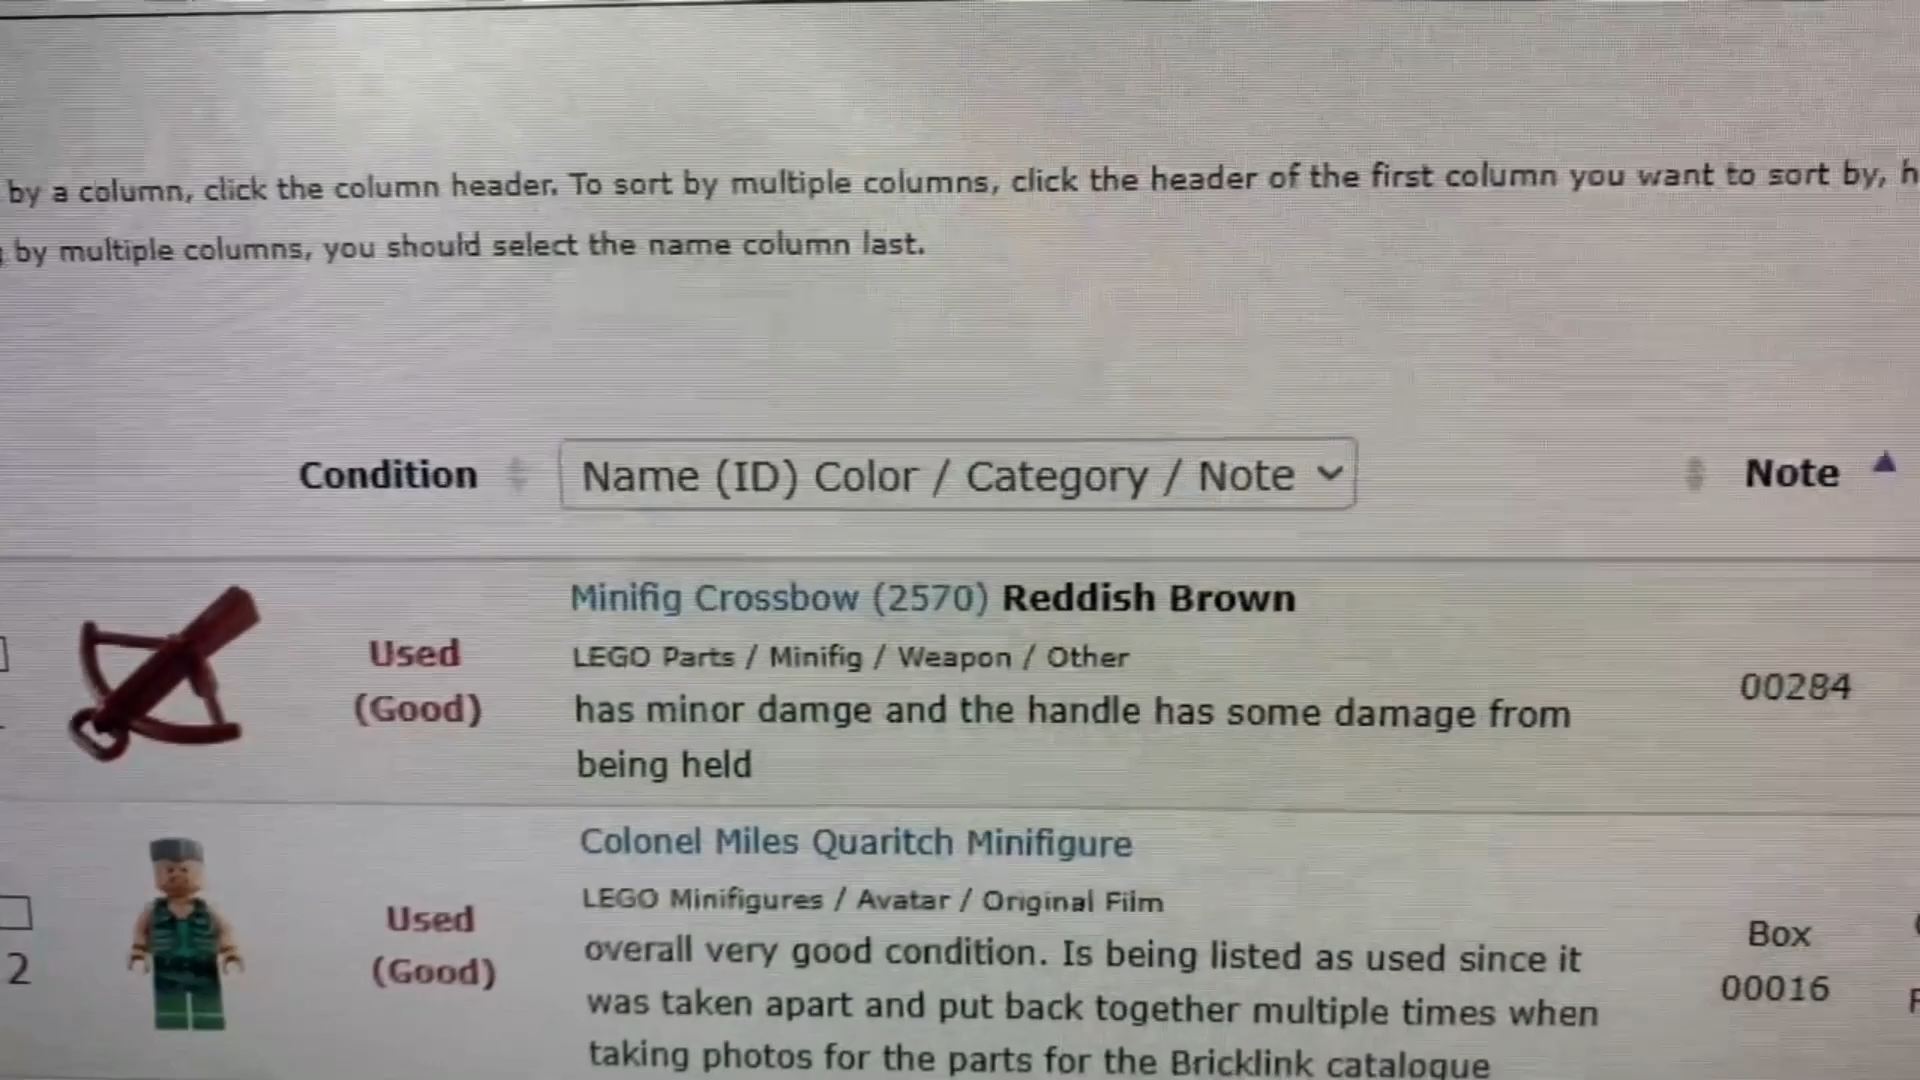 by a column, click the column header. To sort by multiple columns, click the header of the first column you want to sort by,
by multiple columns, you should select the name column last.
Condition Name (ID) Color / Category / Note Note
Minifig Crossbow (2570) Reddish Brown
Used
LEGO Parts / Minifig / Weapon / Other
00284
(Good)
has minor damge and the handle has some damage from
being held
Colonel Miles Quaritch Minifigure
LEGO Minifigures / Avatar / Original Film
Used
Box
overall very good condition. Is being listed as used since it
2
(Good)
00016
was taken apart and put back together multiple times when
taking photos for the parts for the Bricklink catalogue